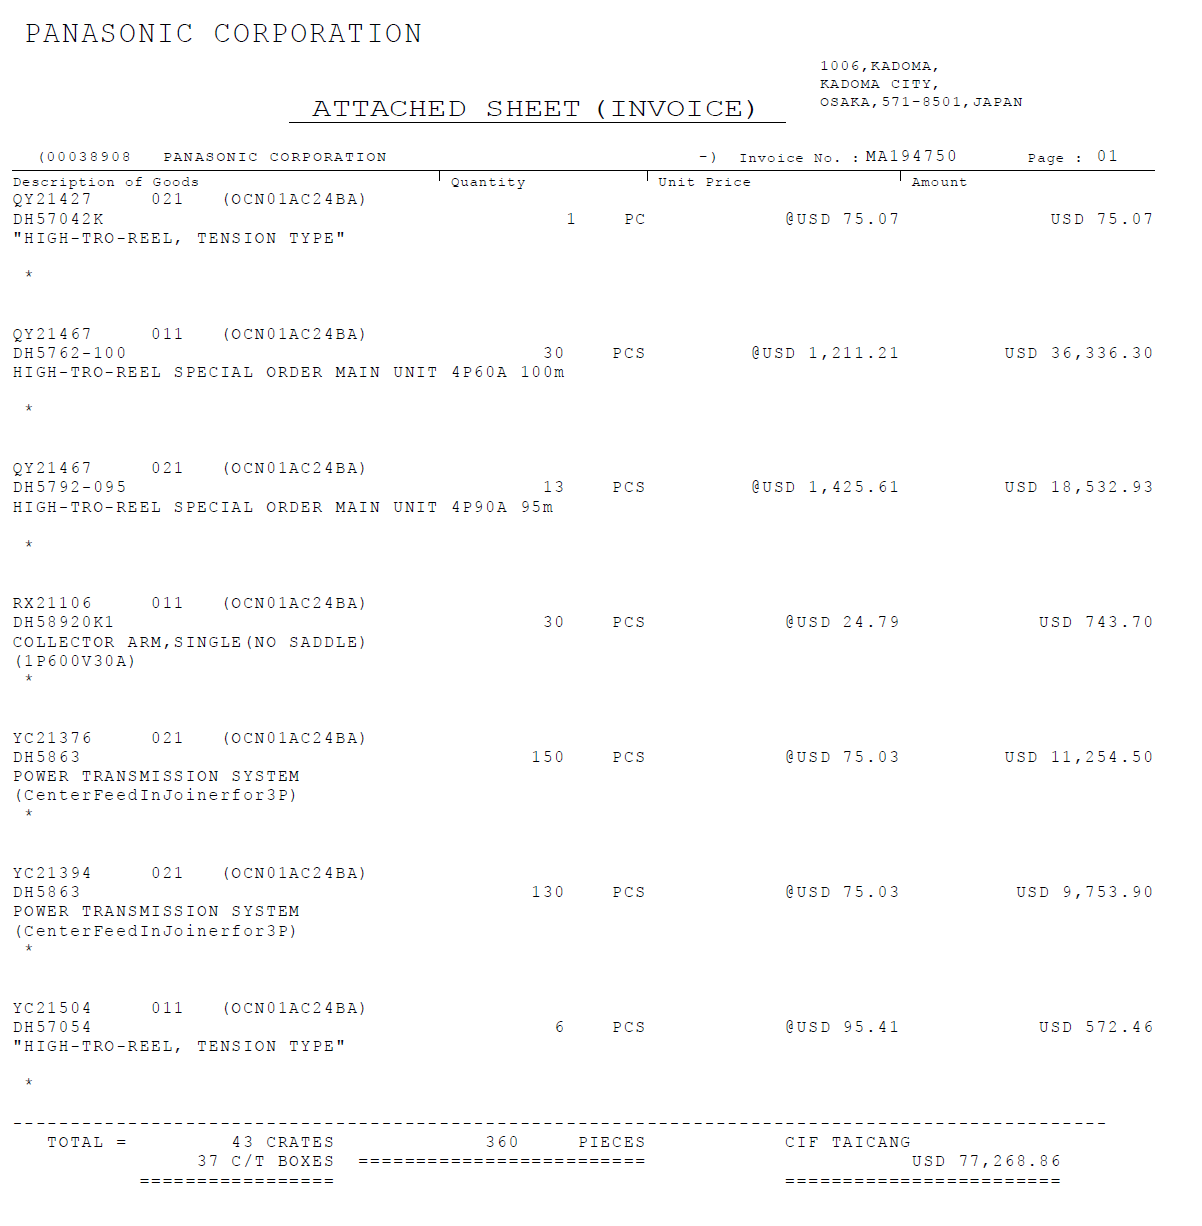 PANASONIC CORPORATION
1006,KADOMA,
KADOMA CITY,
OSAKA,571-8501,JAPAN
ATTACHED SHEET (INVOICE)
(00038908 PANASONIC CORPORATION -) Invoice No. : MA194750 Page : 01
Description of Goods Quantity Unit Price Amount
QY21427 021 (OCN01AC24BA)
DH57042K 1 PC @USD 75.07 USD 75.07
"HIGH-TRO-REEL, TENSION TYPE"
*
QY21467 011 (OCN01AC24BA)
DH5762-100 30 PCS @USD 1,211.21 USD 36,336.30
HIGH-TRO-REEL SPECIAL ORDER MAIN UNIT 4P60A 100m
*
QY21467 021 (OCN01AC24BA)
DH5792-095 13 PCS @USD 1,425.61 USD 18,532.93
HIGH-TRO-REEL SPECIAL ORDER MAIN UNIT 4P90A 95m
*
RX21106 011 (OCN01AC24BA)
DH58920K1 30 PCS @USD 24.79 USD 743.70
COLLECTOR ARM,SINGLE(NO SADDLE)
(1P600V30A)
*
YC21376 021 (OCN01AC24BA)
DH5863 150 PCS @USD 75.03 USD 11,254.50
POWER TRANSMISSION SYSTEM
(CenterFeedInJoinerfor3P)
*
YC21394 021 (OCN01AC24BA)
DH5863 130 PCS @USD 75.03 USD 9,753.90
POWER TRANSMISSION SYSTEM
(CenterFeedInJoinerfor3P)
*
YC21504 011 (OCN01AC24BA)
DH57054 6 PCS @USD 95.41 USD 572.46
"HIGH-TRO-REEL, TENSION TYPE"
*
TOTAL = 43 CRATES 360 PIECES CIF TAICANG
37 C/T BOXES USD 77,268.86